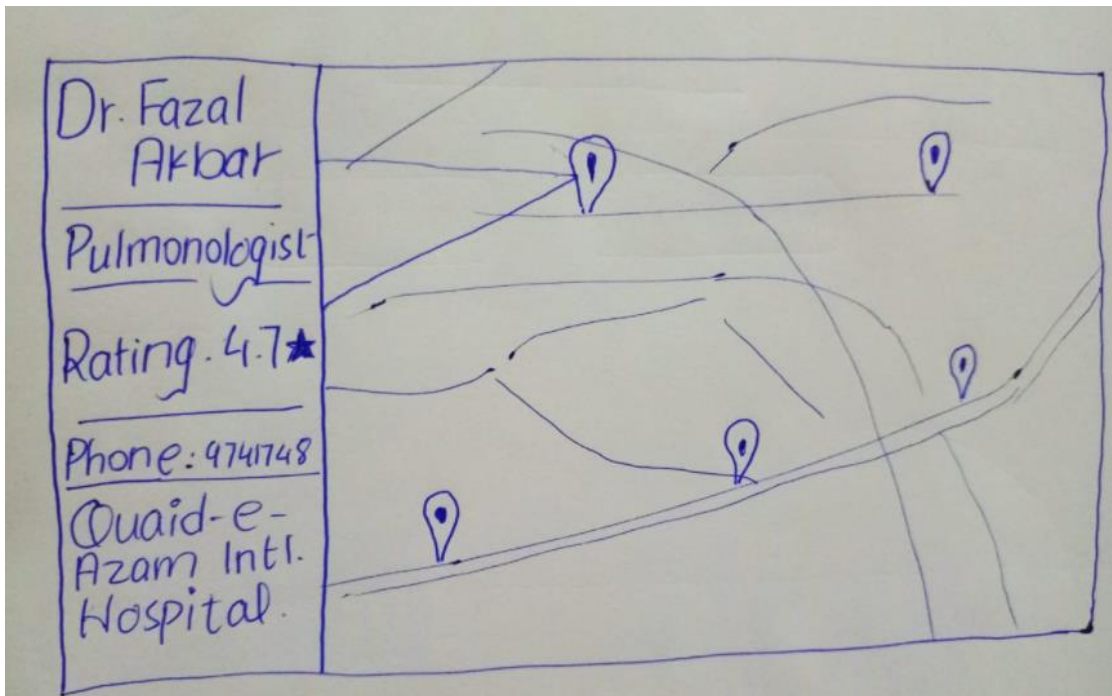 Dr. Fazal
Akbar
Pulmonologist
Rating. 4.7★
Phone: 9741748
Quaid-e-
Azam Intl.
Hospital.